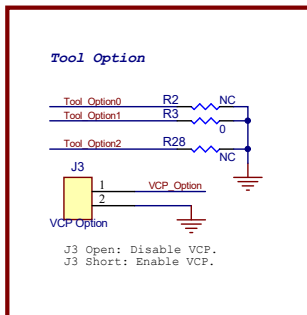 Tool Option
Tool_Option0 R2 NC
Tool_Option1 R3
0
Tool_Option2 R28
NC
J3
1 VCP_Option
2
VCP Option
J3 Open: Disable VCP.
J3 Short: Enable VCP.